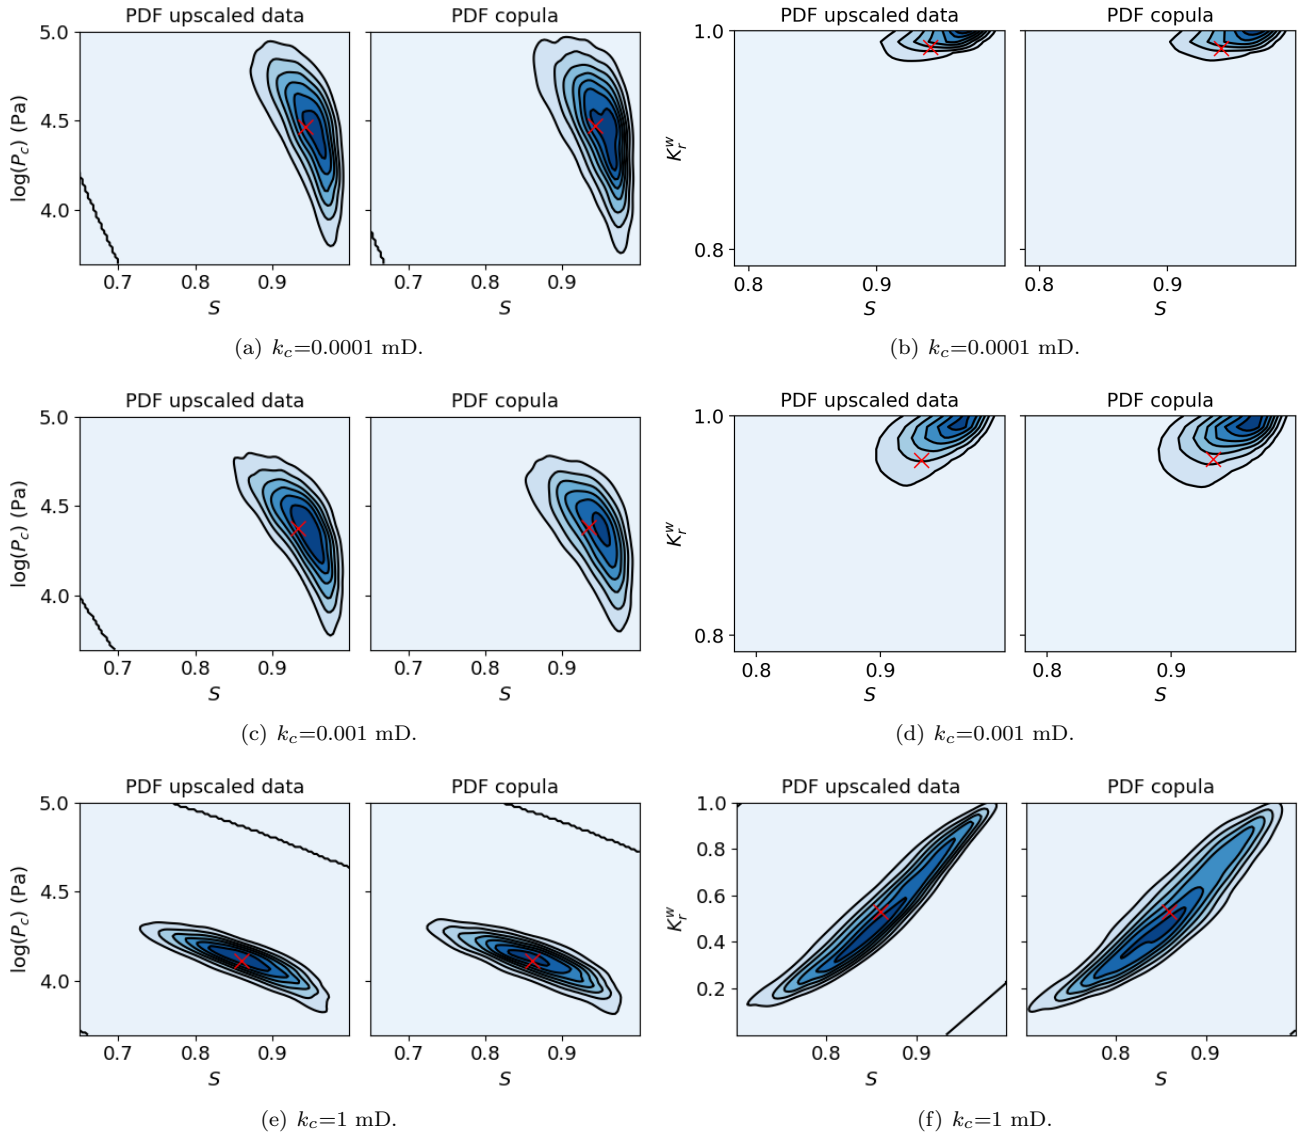 PDF upscaled data
PDF copula
PDF upscaled data
PDF copula
log(P_c) (Pa)
5.0
4.5
4.0
0.7 0.8 0.9
S
0.7 0.8 0.9
S
K_r^w
1.0
0.8
0.8 0.9
S
0.8 0.9
S
(a) k_c=0.0001 mD.
(b) k_c=0.0001 mD.
PDF upscaled data
PDF copula
PDF upscaled data
PDF copula
log(P_c) (Pa)
5.0
4.5
4.0
0.7 0.8 0.9
S
0.7 0.8 0.9
S
K_r^w
1.0
0.8
0.8 0.9
S
0.8 0.9
S
(c) k_c=0.001 mD.
(d) k_c=0.001 mD.
PDF upscaled data
PDF copula
PDF upscaled data
PDF copula
log(P_c) (Pa)
5.0
4.5
4.0
0.7 0.8 0.9
S
0.7 0.8 0.9
S
K_r^w
1.0
0.8
0.6
0.4
0.2
0.8 0.9
S
0.8 0.9
S
(e) k_c=1 mD.
(f) k_c=1 mD.